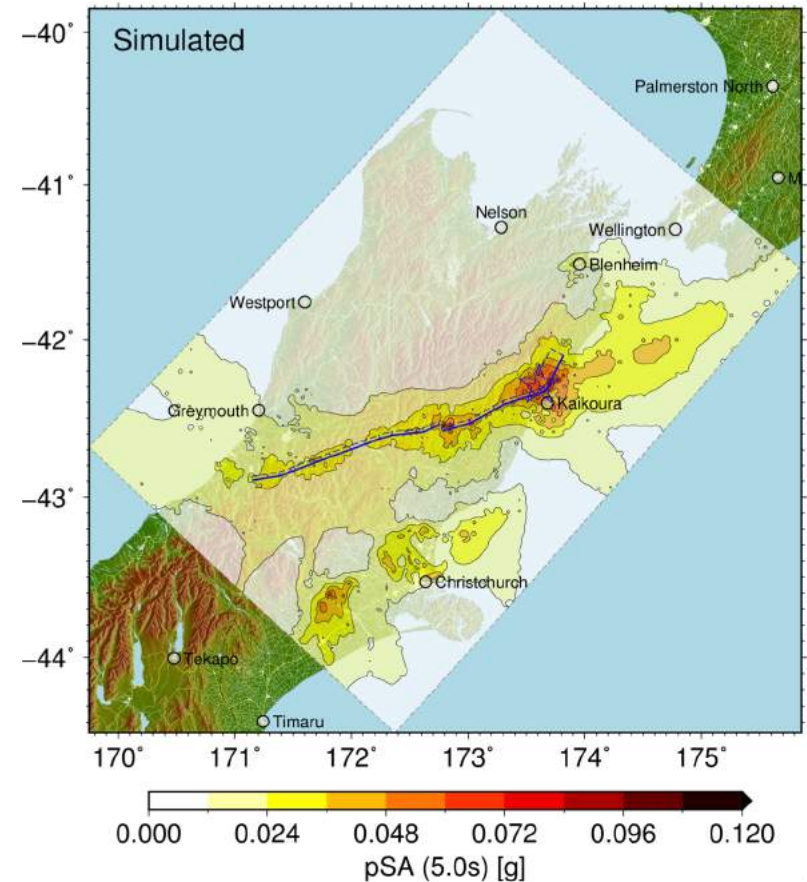 Simulated
−40°
−41°
−42°
−43°
−44°
Palmerston North
M
Nelson
Wellington
Blenheim
Westport
Greymouth
Kaikoura
Christchurch
Tekapo
Timaru
170° 171° 172° 173° 174° 175°
0.000 0.024 0.048 0.072 0.096 0.120
pSA (5.0s) [g]